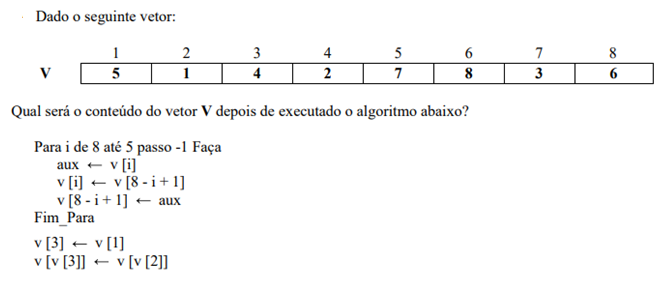 Dado o seguinte vetor:
1 2 3 4 5 6 7 8
V 5 1 4 2 7 8 3 6
Qual será o conteúdo do vetor V depois de executado o algoritmo abaixo?
Para i de 8 até 5 passo -1 Faça
aux ← v [i]
v [i] ← v [8 - i + 1]
v [8 - i + 1] ← aux
Fim_Para
v [3] ← v [1]
v [v [3]] ← v [v [2]]